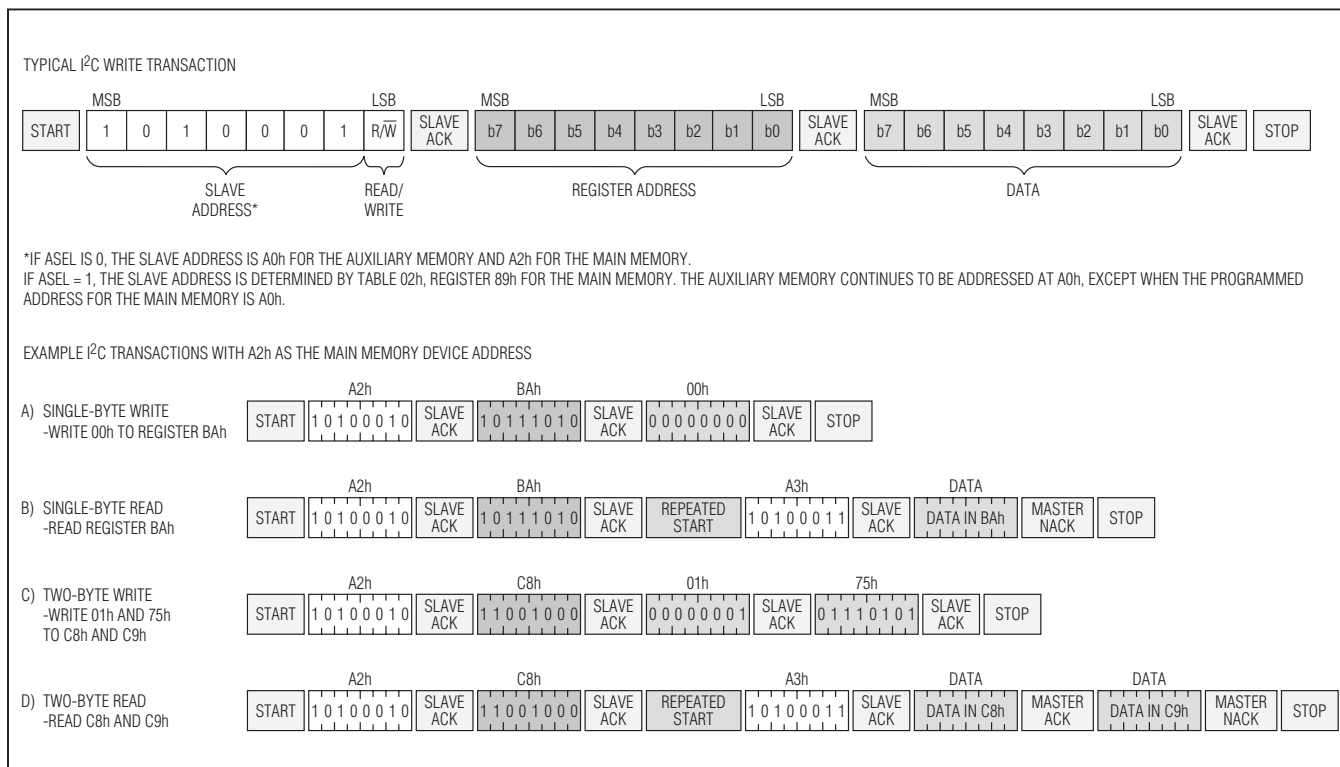 TYPICAL I2C WRITE TRANSACTION
MSB LSB MSB LSB MSB LSB
START 1 0 1 0 0 0 1 R/W̅ SLAVE ACK b7 b6 b5 b4 b3 b2 b1 b0 SLAVE ACK b7 b6 b5 b4 b3 b2 b1 b0 SLAVE ACK STOP
SLAVE ADDRESS* READ/WRITE REGISTER ADDRESS DATA
*IF ASEL IS 0, THE SLAVE ADDRESS IS A0h FOR THE AUXILIARY MEMORY AND A2h FOR THE MAIN MEMORY.
IF ASEL = 1, THE SLAVE ADDRESS IS DETERMINED BY TABLE 02h, REGISTER 89h FOR THE MAIN MEMORY. THE AUXILIARY MEMORY CONTINUES TO BE ADDRESSED AT A0h, EXCEPT WHEN THE PROGRAMMED
ADDRESS FOR THE MAIN MEMORY IS A0h.
EXAMPLE I2C TRANSACTIONS WITH A2h AS THE MAIN MEMORY DEVICE ADDRESS
A2h BAh 00h
A) SINGLE-BYTE WRITE
-WRITE 00h TO REGISTER BAh
START 1 0 1 0 0 0 1 0 SLAVE ACK 1 0 1 1 1 0 1 0 SLAVE ACK 0 0 0 0 0 0 0 0 SLAVE ACK STOP
A2h BAh A3h DATA
B) SINGLE-BYTE READ
-READ REGISTER BAh
START 1 0 1 0 0 0 1 0 SLAVE ACK 1 0 1 1 1 0 1 0 SLAVE ACK REPEATED START 1 0 1 0 0 0 1 1 SLAVE ACK DATA IN BAh MASTER NACK STOP
A2h C8h 01h 75h
C) TWO-BYTE WRITE
-WRITE 01h AND 75h
TO C8h AND C9h
START 1 0 1 0 0 0 1 0 SLAVE ACK 1 1 0 0 1 0 0 0 SLAVE ACK 0 0 0 0 0 0 0 1 SLAVE ACK 0 1 1 1 0 1 0 1 SLAVE ACK STOP
A2h C8h A3h DATA DATA
D) TWO-BYTE READ
-READ C8h AND C9h
START 1 0 1 0 0 0 1 0 SLAVE ACK 1 1 0 0 1 0 0 0 SLAVE ACK REPEATED START 1 0 1 0 0 0 1 1 SLAVE ACK DATA IN C8h MASTER ACK DATA IN C9h MASTER NACK STOP